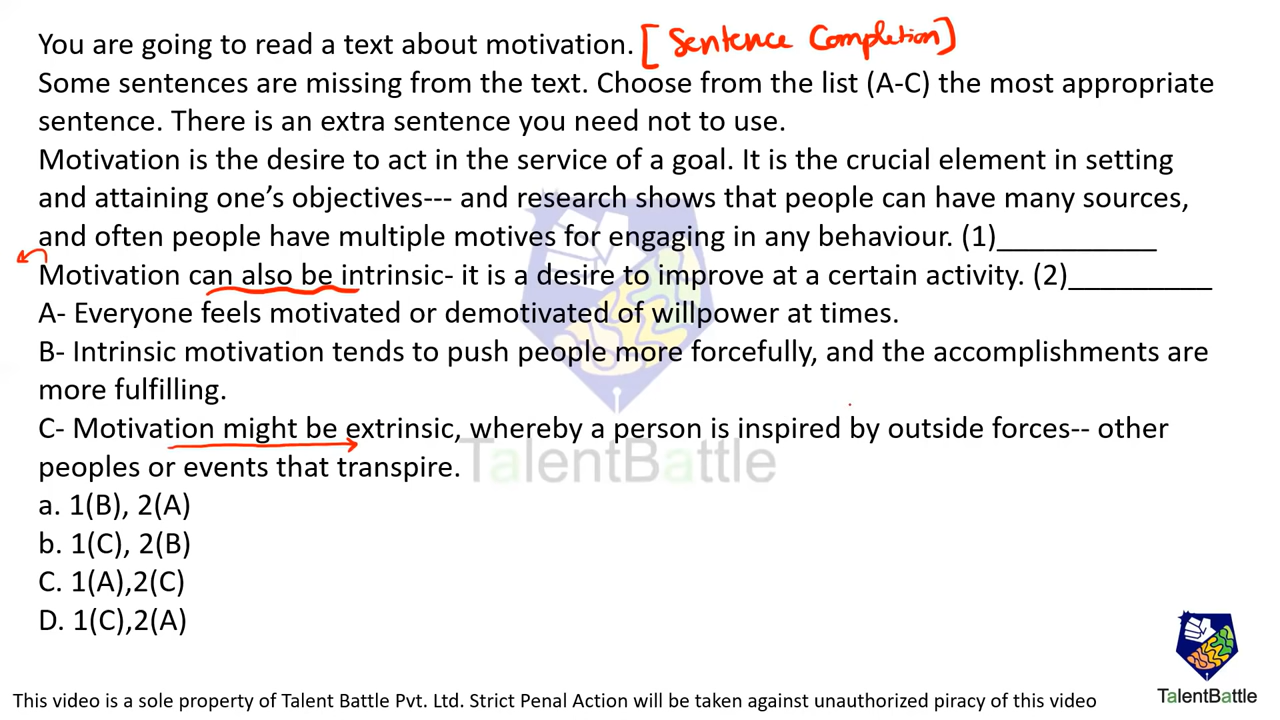 You are going to read a text about motivation. [Sentence Completion]
Some sentences are missing from the text. Choose from the list (A-C) the most appropriate
sentence. There is an extra sentence you need not to use.
Motivation is the desire to act in the service of a goal. It is the crucial element in setting
and attaining one’s objectives--- and research shows that people can have many sources,
and often people have multiple motives for engaging in any behaviour. (1)___________
Motivation can also be intrinsic- it is a desire to improve at a certain activity. (2)__________
A- Everyone feels motivated or demotivated of willpower at times.
B- Intrinsic motivation tends to push people more forcefully, and the accomplishments are
more fulfilling.
C- Motivation might be extrinsic, whereby a person is inspired by outside forces-- other
peoples or events that transpire.
TalentBattle
a. 1(B), 2(A)
b. 1(C), 2(B)
C. 1(A),2(C)
D. 1(C),2(A)
TalentBattle
This video is a sole property of Talent Battle Pvt. Ltd. Strict Penal Action will be taken against unauthorized piracy of this video